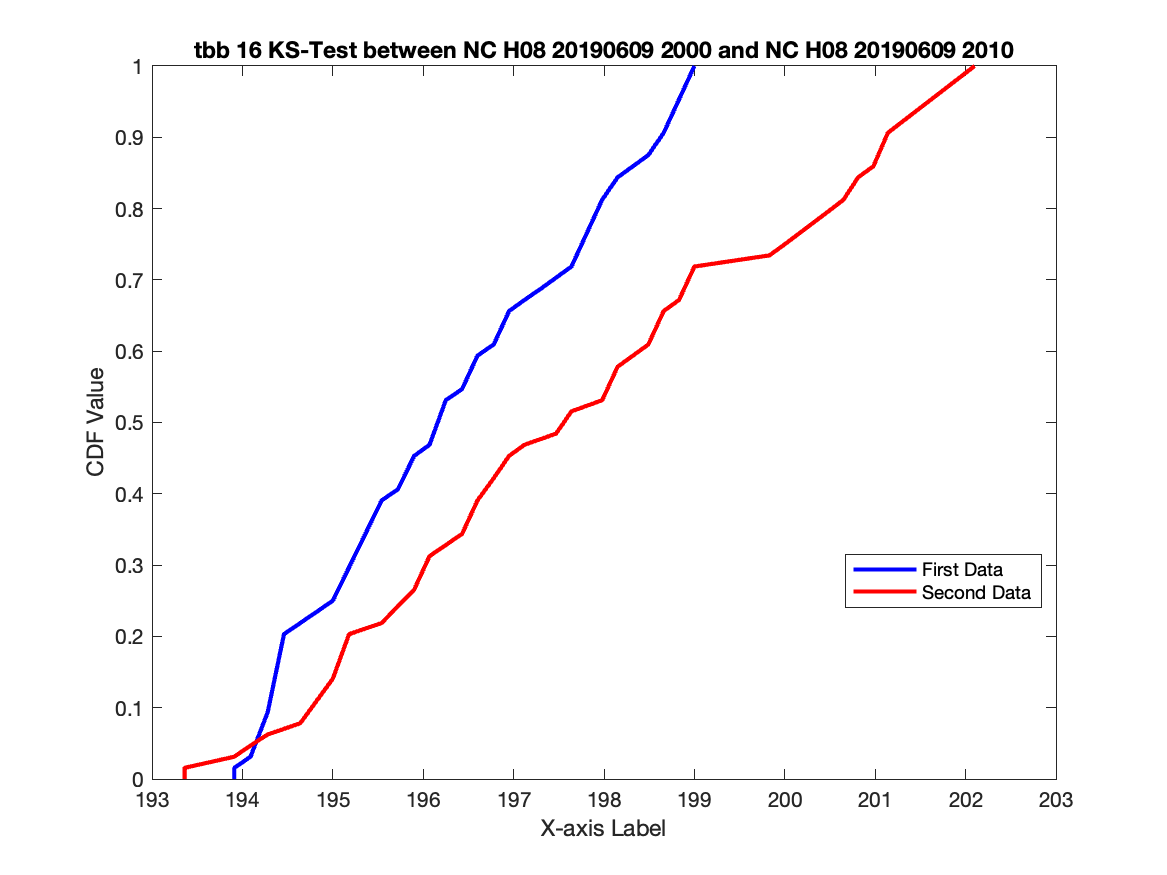 tbb 16 KS-Test between NC H08 20190609 2000 and NC H08 20190609 2010
1
0.9
0.8
0.7
0.6
0.5
0.4
0.3
0.2
0.1
0
CDF Value
First Data
Second Data
193 194 195 196 197 198 199 200 201 202 203
X-axis Label